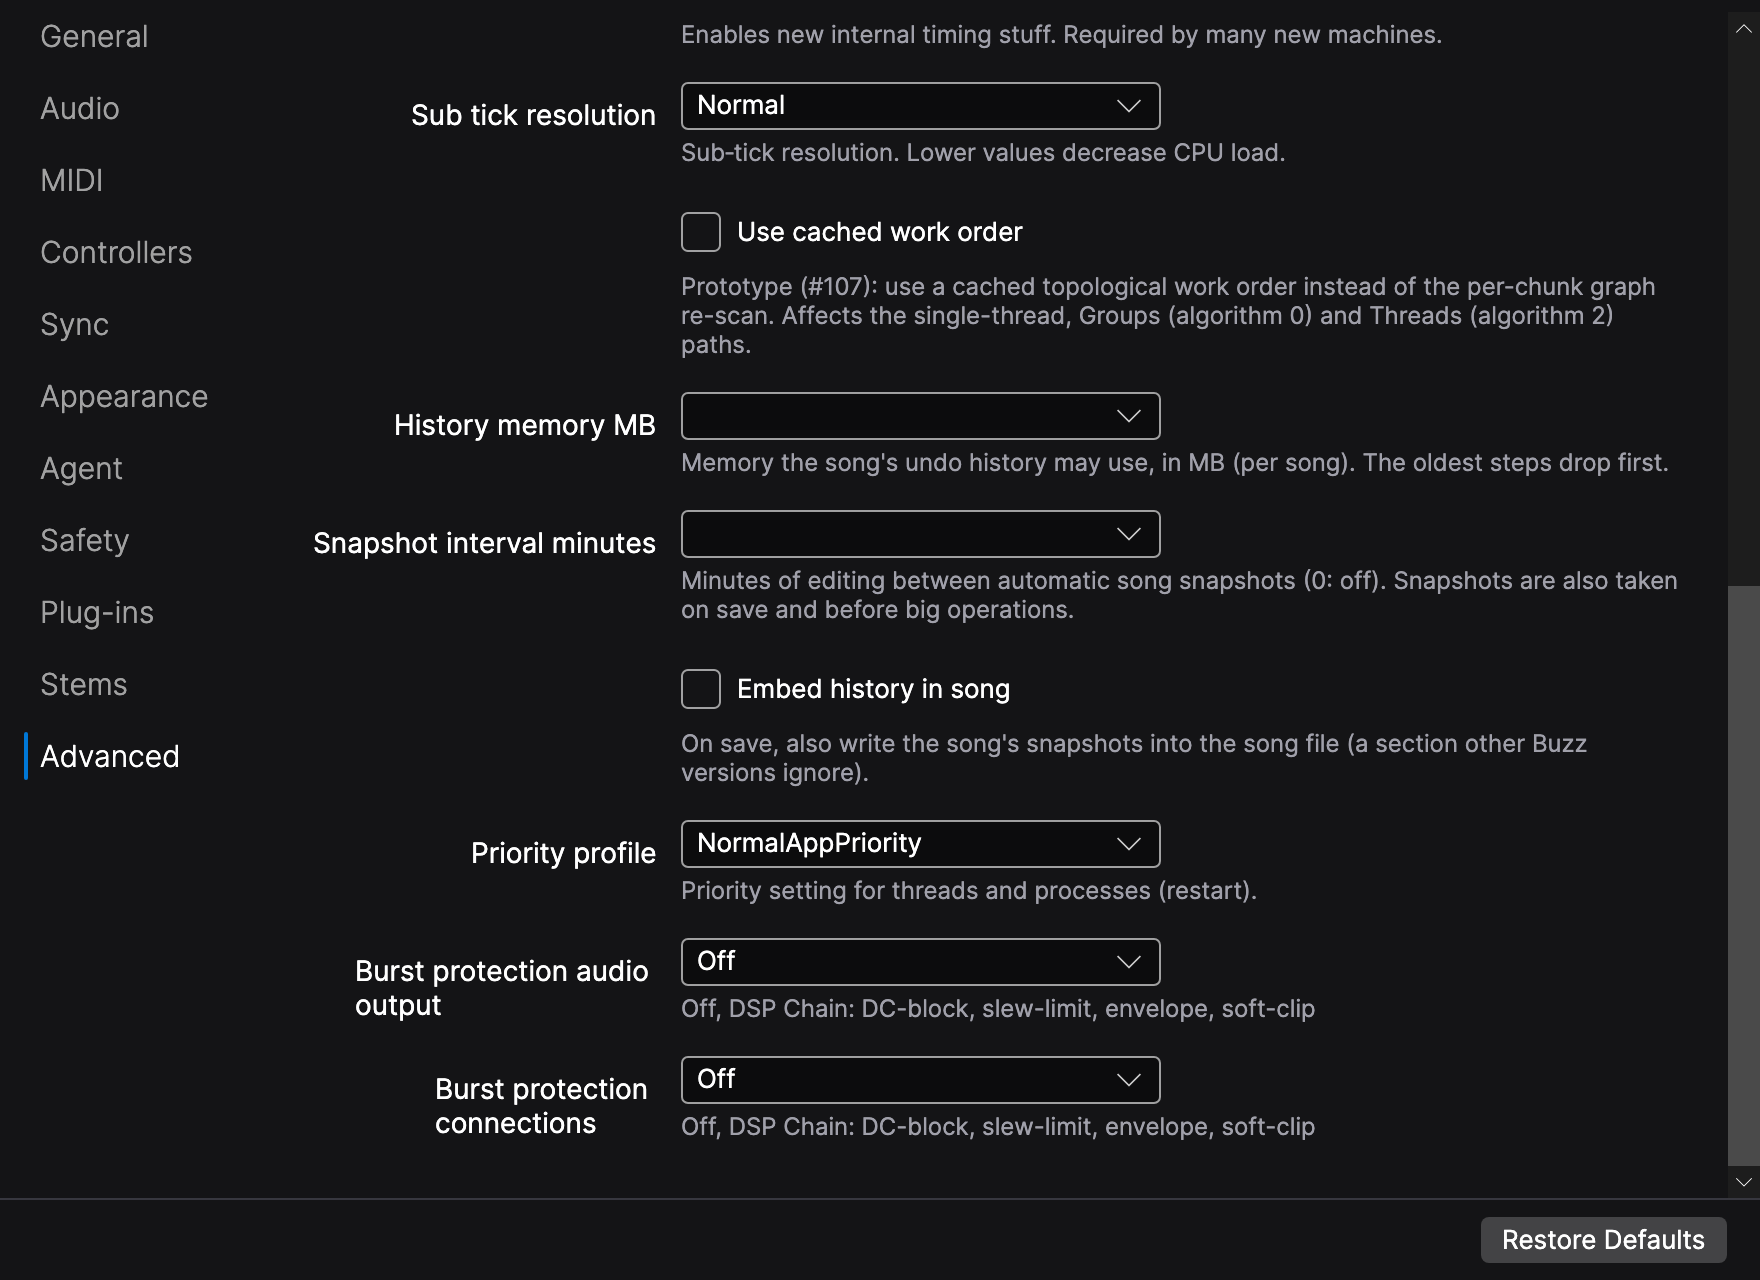 General
Audio
MIDI
Controllers
Sync
Appearance
Agent
Safety
Plug-ins
Stems
Advanced
Enables new internal timing stuff. Required by many new machines.
Sub tick resolution
Normal
Sub-tick resolution. Lower values decrease CPU load.
Use cached work order
Prototype (#107): use a cached topological work order instead of the per-chunk graph
re-scan. Affects the single-thread, Groups (algorithm 0) and Threads (algorithm 2)
paths.
History memory MB
Memory the song's undo history may use, in MB (per song). The oldest steps drop first.
Snapshot interval minutes
Minutes of editing between automatic song snapshots (0: off). Snapshots are also taken
on save and before big operations.
Embed history in song
On save, also write the song's snapshots into the song file (a section other Buzz
versions ignore).
Priority profile
NormalAppPriority
Priority setting for threads and processes (restart).
Burst protection audio
output
Off
Off, DSP Chain: DC-block, slew-limit, envelope, soft-clip
Burst protection
connections
Off
Off, DSP Chain: DC-block, slew-limit, envelope, soft-clip
Restore Defaults